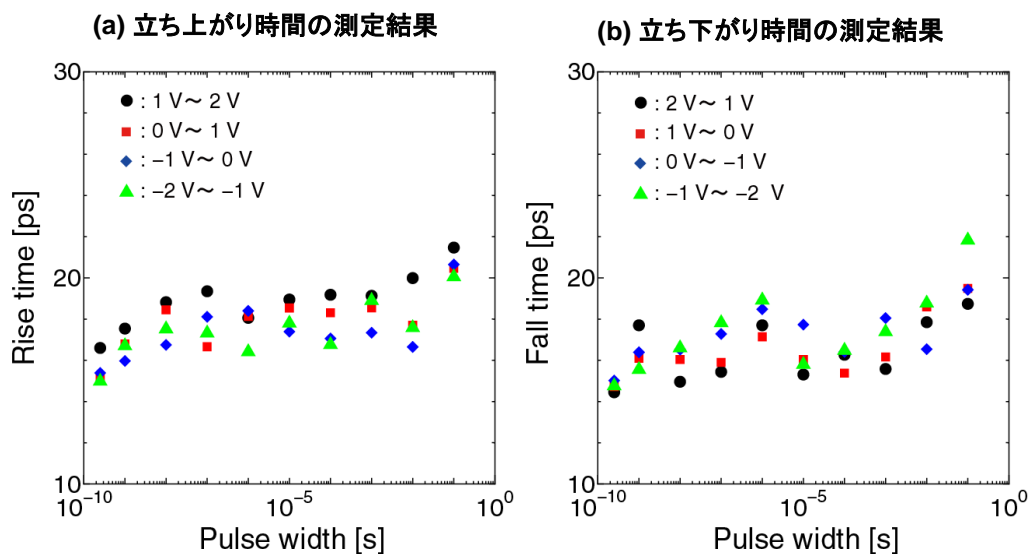 (a) 立ち上がり時間の測定結果
30
20
10
Rise time [ps]
● : 1 V～ 2 V
■ : 0 V～ 1 V
◆ : −1 V～ 0 V
▲ : −2 V～ −1 V
10⁻¹⁰
10⁻⁵
10⁰
Pulse width [s]
(b) 立ち下がり時間の測定結果
30
20
10
Fall time [ps]
● : 2 V～ 1 V
■ : 1 V～ 0 V
◆ : 0 V～ −1 V
▲ : −1 V～ −2 V
10⁻¹⁰
10⁻⁵
10⁰
Pulse width [s]